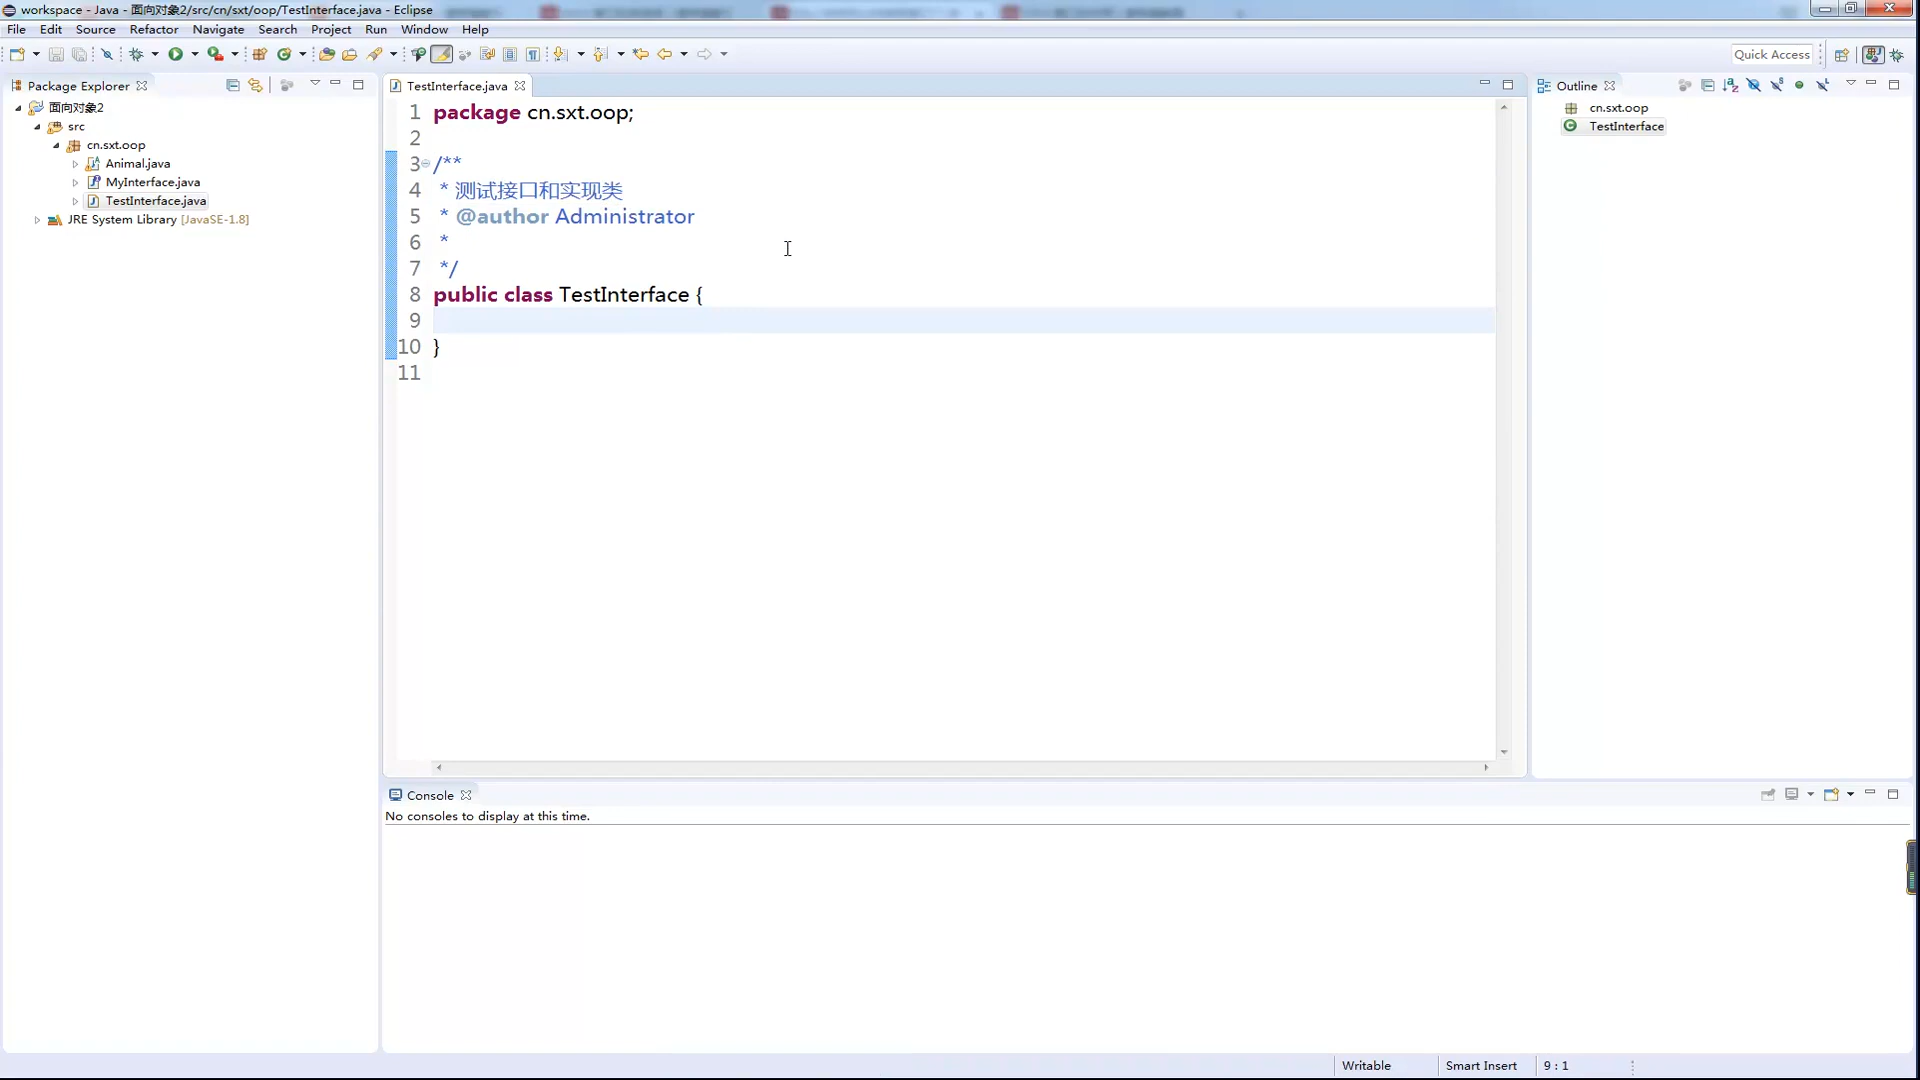 workspace - Java - 面向对象2/src/cn/sxt/oop/TestInterface.java - Eclipse
File Edit Source Refactor Navigate Search Project Run Window Help
Quick Access
Package Explorer
面向对象2
src
cn.sxt.oop
Animal.java
MyInterface.java
TestInterface.java
JRE System Library [JavaSE-1.8]
TestInterface.java
1 package cn.sxt.oop;
2
3 /**
4 * 测试接口和实现类
5 * @author Administrator
6 *
7 */
8 public class TestInterface {
9
10 }
11
Outline
cn.sxt.oop
TestInterface
Console
No consoles to display at this time.
Writable Smart Insert 9 : 1